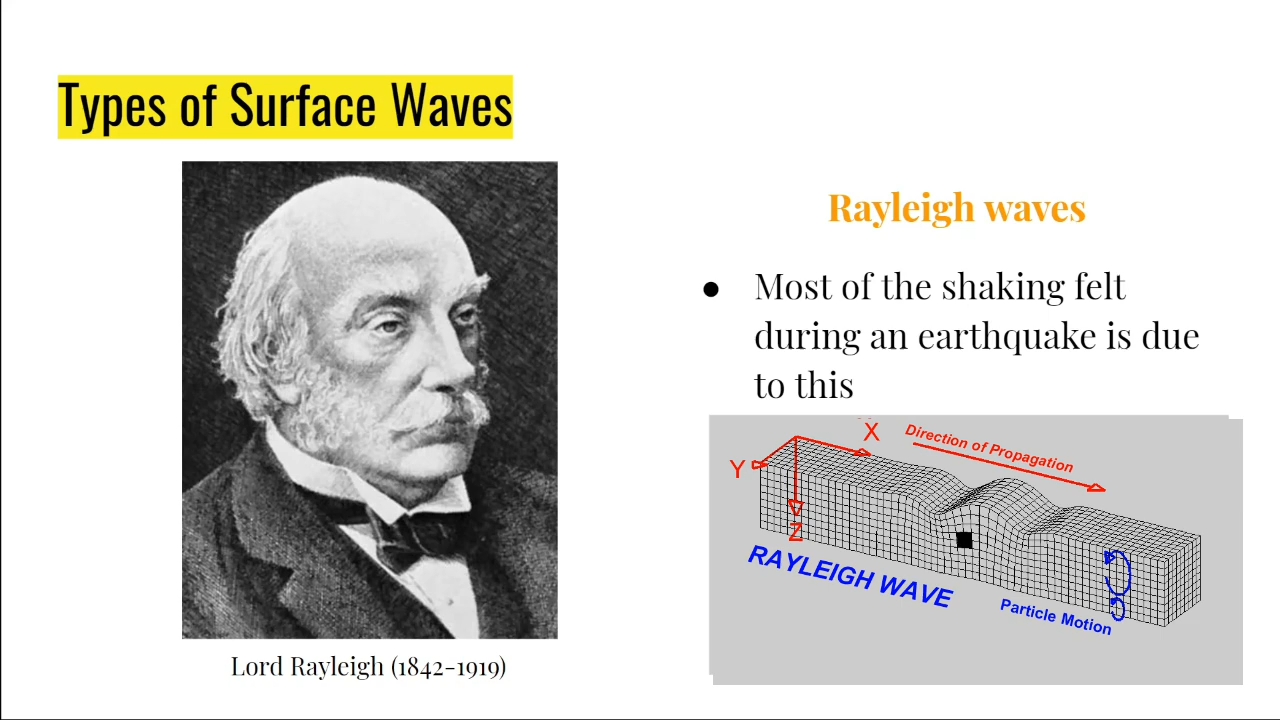 Types of Surface Waves
Rayleigh waves
● Most of the shaking felt
during an earthquake is due
to this
X
Direction of Propagation
Y
Z
RAYLEIGH WAVE
Particle Motion
Lord Rayleigh (1842-1919)